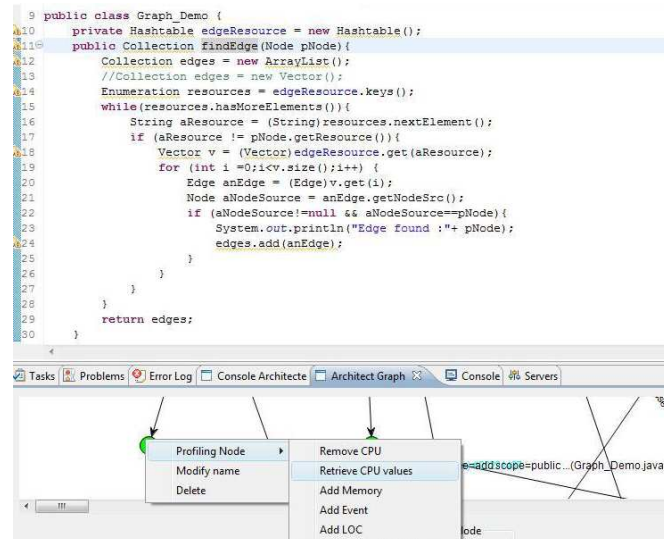 9 public class Graph_Demo {
10 private Hashtable edgeResource = new Hashtable();
11 public Collection findEdge(Node pNode){
12 Collection edges = new ArrayList();
13 //Collection edges = new Vector();
14 Enumeration resources = edgeResource.keys();
15 while(resources.hasMoreElements()){
16 String aResource = (String)resources.nextElement();
17 if (aResource != pNode.getResource()){
18 Vector v = (Vector)edgeResource.get(aResource);
19 for (int i =0;i<v.size();i++) {
20 Edge anEdge = (Edge)v.get(i);
21 Node aNodeSource = anEdge.getNodeSrc();
22 if (aNodeSource!=null && aNodeSource==pNode){
23 System.out.println("Edge found :"+ pNode);
24 edges.add(anEdge);
25 }
26 }
27 }
28 }
29 return edges;
30 }
Tasks Problems Error Log Console Architecte Architect Graph Console Servers
Profiling Node Remove CPU
Modify name Retrieve CPU values
e=add scope=public...(Graph_Demo.java
Delete Add Memory
Add Event
Add LOC
lode